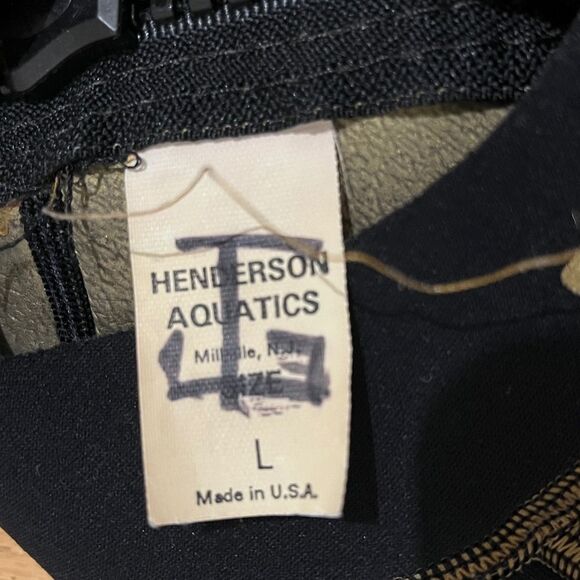 HENDERSON
AQUATICS
Millville, N.J.
SIZE
L
Made in U.S.A.